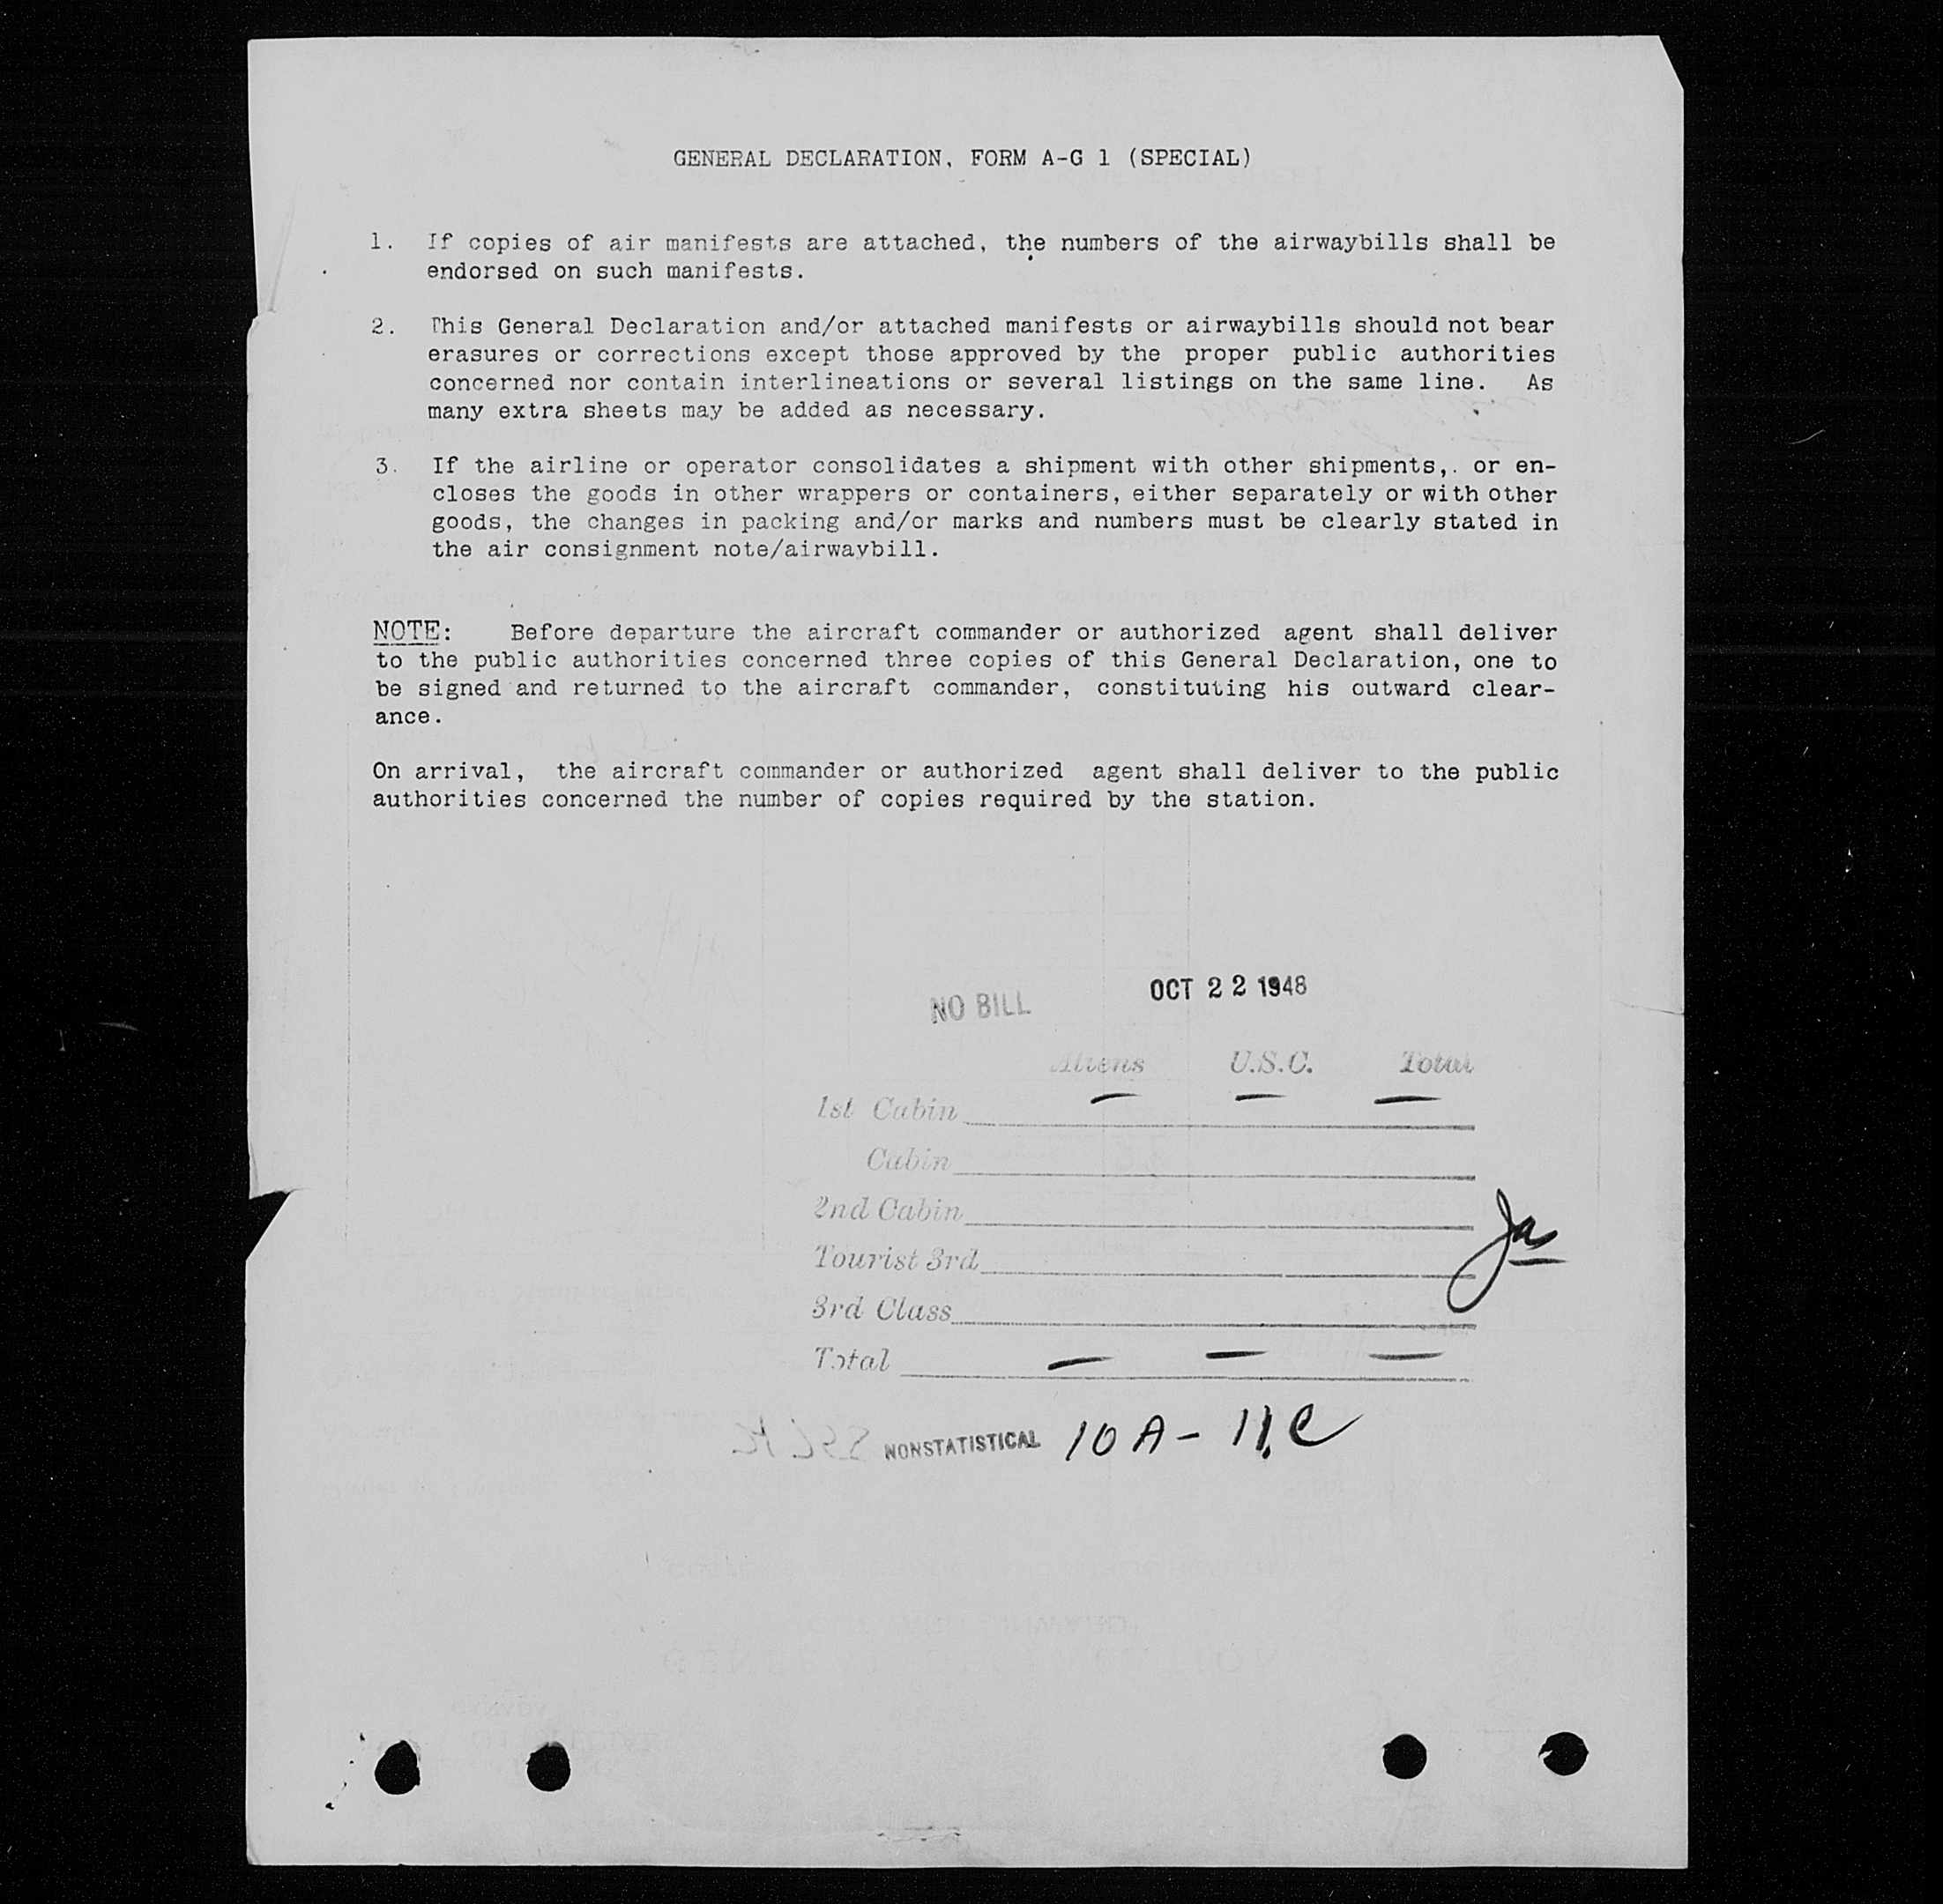 GENERAL DECLARATION, FORM A-G 1 (SPECIAL)
1. If copies of air manifests are attached, the numbers of the airwaybills shall be
endorsed on such manifests.
2. This General Declaration and/or attached manifests or airwaybills should not bear
erasures or corrections except those approved by the proper public authorities
concerned nor contain interlineations or several listings on the same line. As
many extra sheets may be added as necessary.
3. If the airline or operator consolidates a shipment with other shipments,. or en-
closes the goods in other wrappers or containers, either separately or with other
goods, the changes in packing and/or marks and numbers must be clearly stated in
the air consignment note/airwaybill.
NOTE: Before departure the aircraft commander or authorized agent shall deliver
to the public authorities concerned three copies of this General Declaration, one to
be signed and returned to the aircraft commander, constituting his outward clear-
ance.
On arrival, the aircraft commander or authorized agent shall deliver to the public
authorities concerned the number of copies required by the station.
NO BILL OCT 22 1948
Aliens U.S.C. Total
1st Cabin — — —
Cabin
2nd Cabin
Tourist 3rd
3rd Class
Total — — —
NONSTATISTICAL 10 A - 11 C